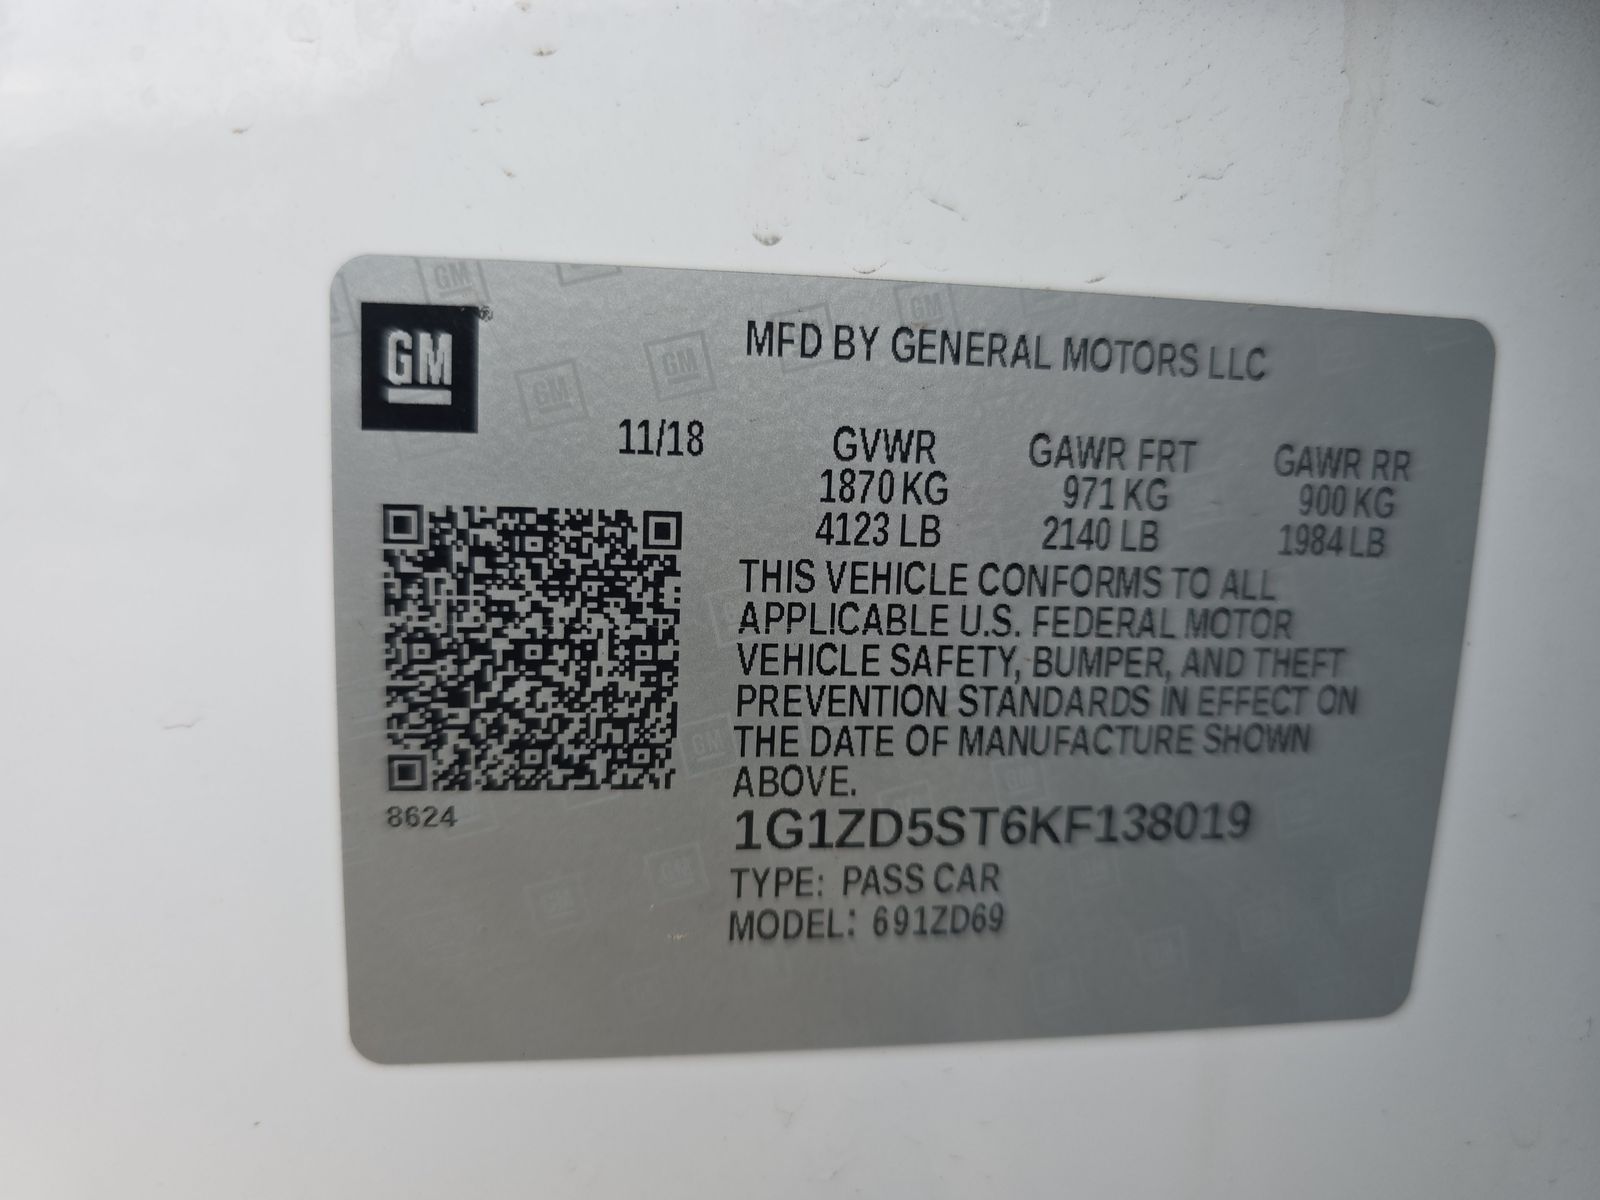 GM®
MFD BY GENERAL MOTORS LLC
11/18
GVWR GAWR FRT GAWR RR
1870 KG 971 KG 900 KG
4123 LB 2140 LB 1984 LB
THIS VEHICLE CONFORMS TO ALL
APPLICABLE U.S. FEDERAL MOTOR
VEHICLE SAFETY, BUMPER, AND THEFT
PREVENTION STANDARDS IN EFFECT ON
THE DATE OF MANUFACTURE SHOWN
ABOVE.
8624
1G1ZD5ST6KF138019
TYPE: PASS CAR
MODEL: 691ZD69